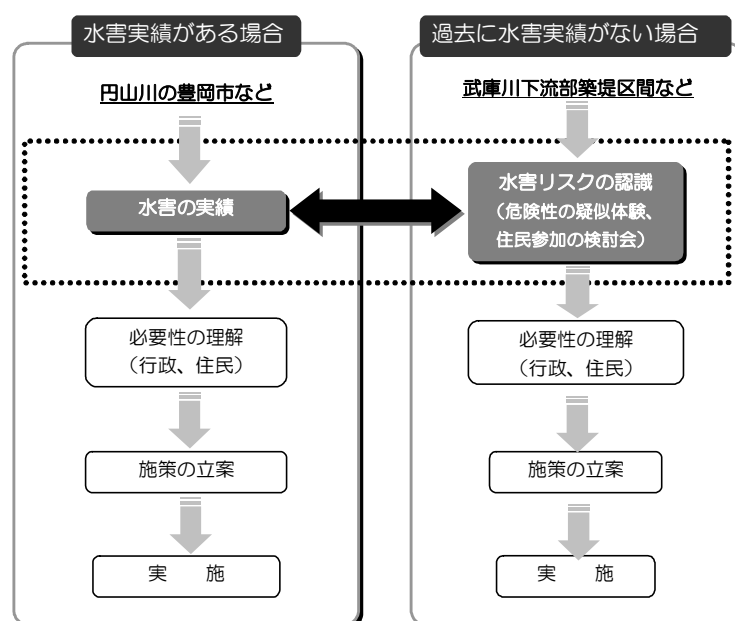 水害実績がある場合
円山川の豊岡市など
水害の実績
必要性の理解
（行政、住民）
施策の立案
実　　施
過去に水害実績がない場合
武庫川下流部築堤区間など
水害リスクの認識
（危険性の疑似体験、
住民参加の検討会）
必要性の理解
（行政、住民）
施策の立案
実　　施